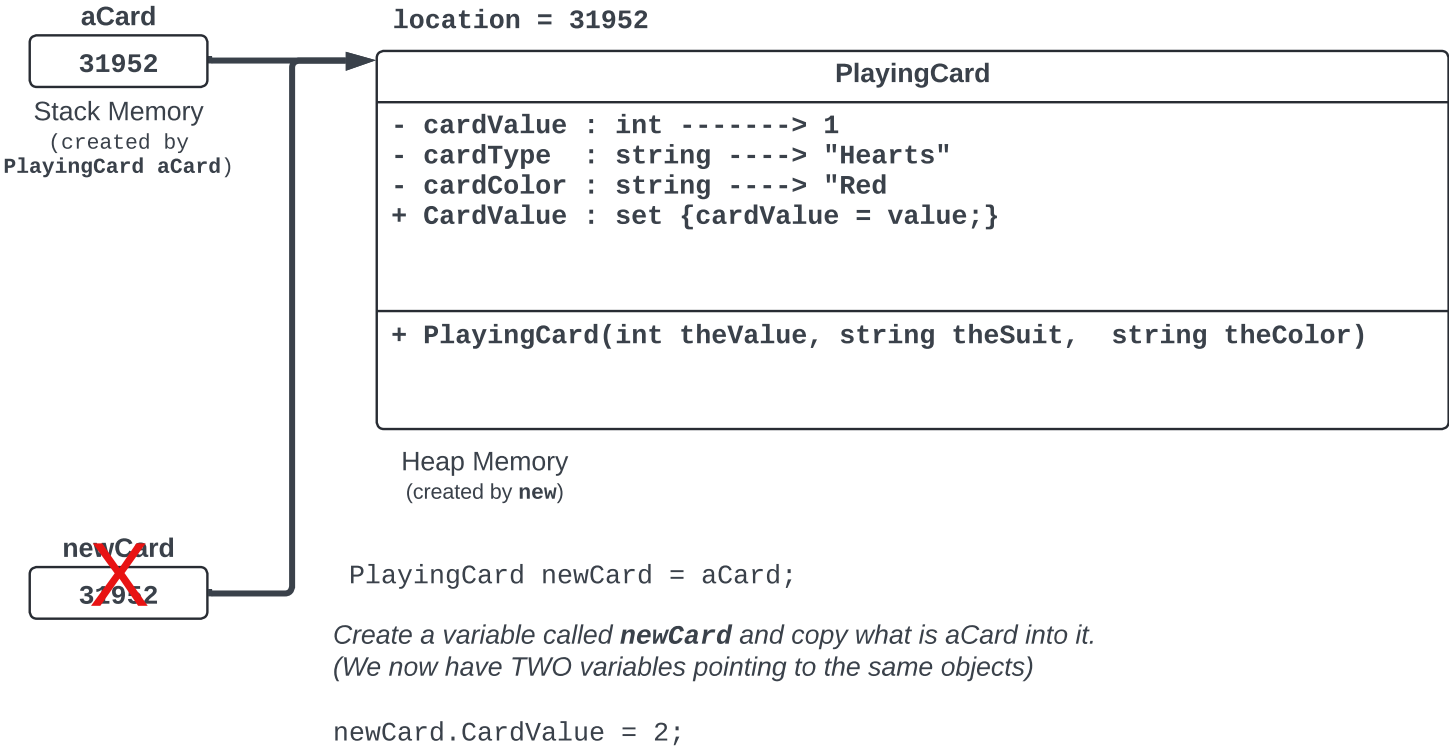 aCard
31952
Stack Memory
(created by
PlayingCard aCard)
location = 31952
PlayingCard
- cardValue : int -------> 1
- cardType  : string ----> "Hearts"
- cardColor : string ----> "Red
+ CardValue : set {cardValue = value;}
+ PlayingCard(int theValue, string theSuit,  string theColor)
Heap Memory
(created by new)
newCard
31952
X
PlayingCard newCard = aCard;
Create a variable called newCard and copy what is aCard into it.
(We now have TWO variables pointing to the same objects)
newCard.CardValue = 2;